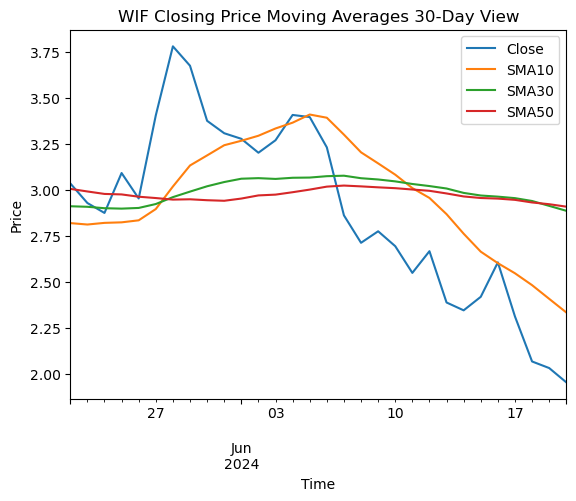 WIF Closing Price Moving Averages 30-Day View
Close
SMA10
SMA30
SMA50
Price
3.75
3.50
3.25
3.00
2.75
2.50
2.25
2.00
27
03
10
17
Jun
2024
Time